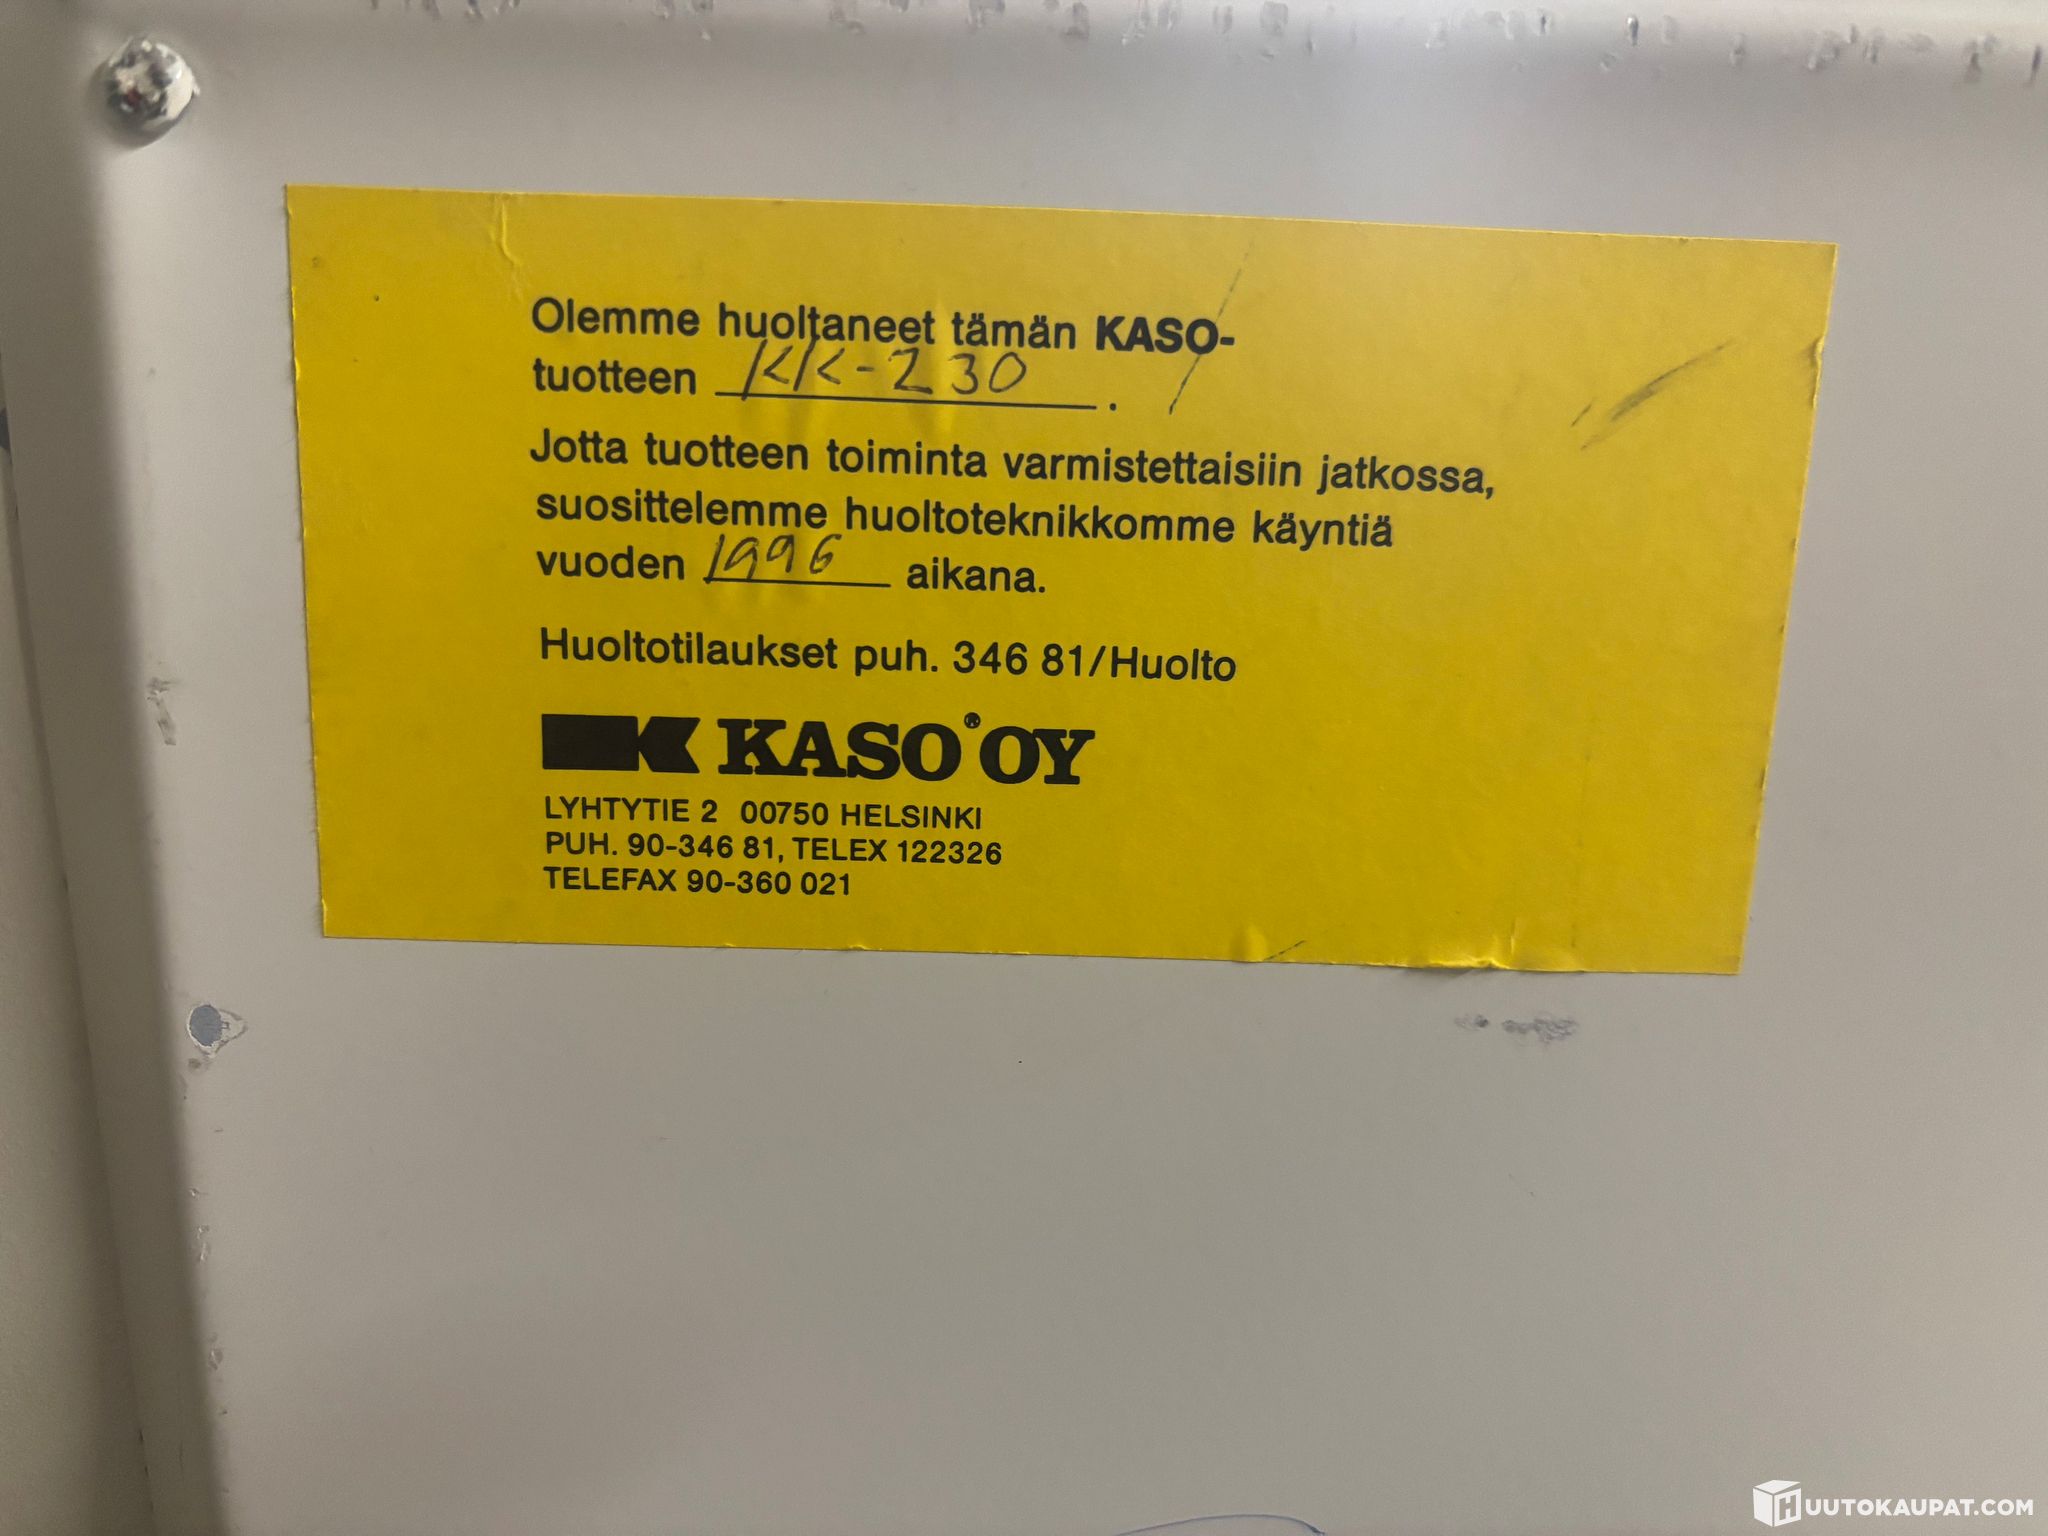 Olemme huoltaneet tämän KASO-
tuotteen KK-230.
Jotta tuotteen toiminta varmistettaisiin jatkossa,
suosittelemme huoltoteknikkomme käyntiä
vuoden 1996 aikana.
Huoltotilaukset puh. 346 81/Huolto
KASO® OY
LYHTYTIE 2 00750 HELSINKI
PUH. 90-346 81, TELEX 122326
TELEFAX 90-360 021
HUUTOKAUPAT.COM